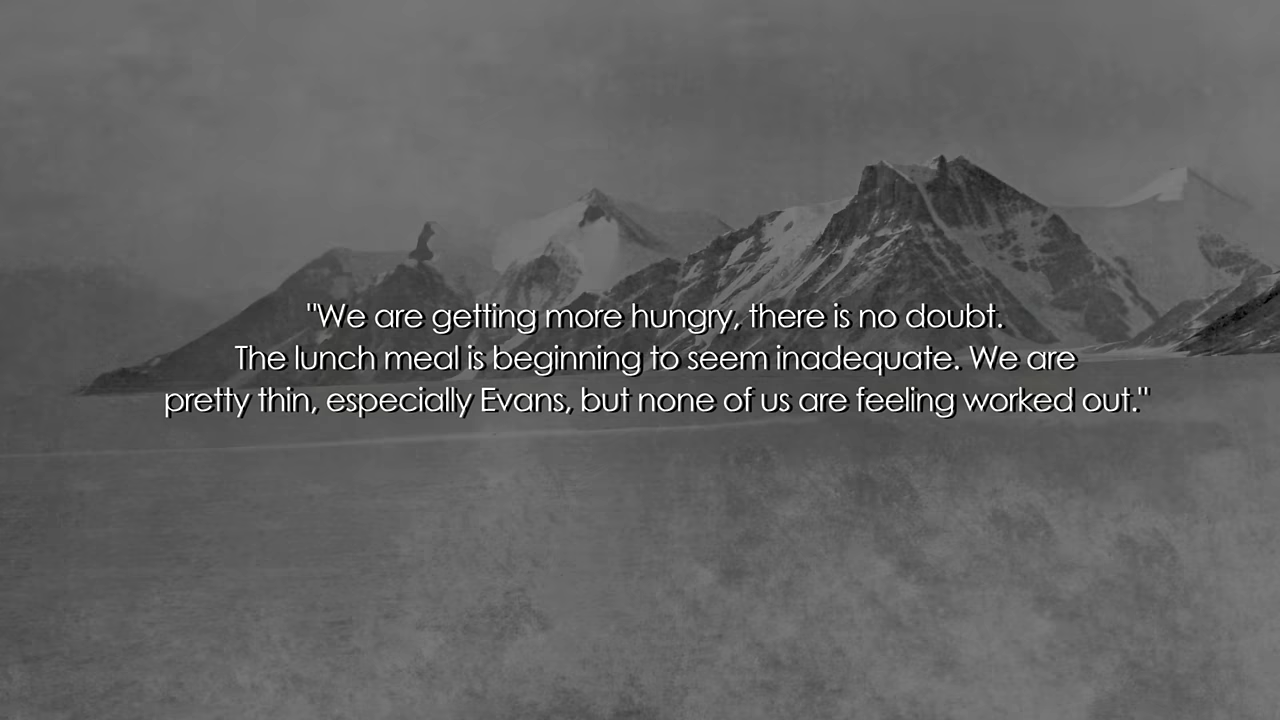 "We are getting more hungry, there is no doubt.
The lunch meal is beginning to seem inadequate. We are
pretty thin, especially Evans, but none of us are feeling worked out."